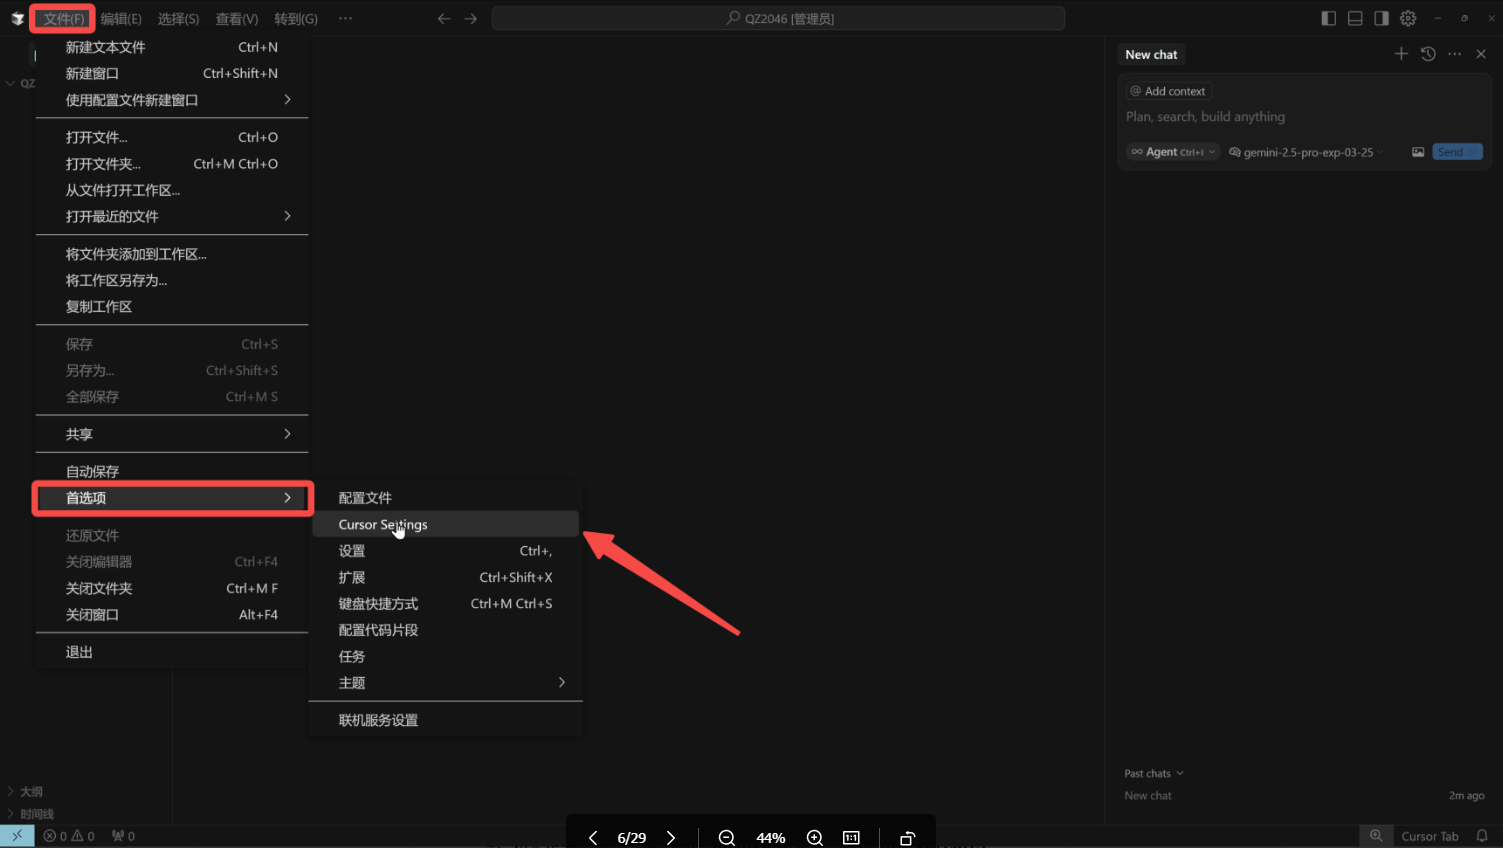 文件(F) 编辑(E) 选择(S) 查看(V) 转到(G) ···
QZ2046 [管理员]
QZ
新建文本文件 Ctrl+N
新建窗口 Ctrl+Shift+N
使用配置文件新建窗口
打开文件... Ctrl+O
打开文件夹... Ctrl+M Ctrl+O
从文件打开工作区...
打开最近的文件
将文件夹添加到工作区...
将工作区另存为...
复制工作区
保存 Ctrl+S
另存为... Ctrl+Shift+S
全部保存 Ctrl+M S
共享
自动保存
首选项
还原文件
关闭编辑器 Ctrl+F4
关闭文件夹 Ctrl+M F
关闭窗口 Alt+F4
退出
配置文件
Cursor Settings
设置 Ctrl+,
扩展 Ctrl+Shift+X
键盘快捷方式 Ctrl+M Ctrl+S
配置代码片段
任务
主题
联机服务设置
New chat
@ Add context
Plan, search, build anything
∞ Agent Ctrl+I gemini-2.5-pro-exp-03-25 Send
Past chats
New chat 2m ago
大纲
时间线
0 0 0
6/29 44% 1:1
Cursor Tab